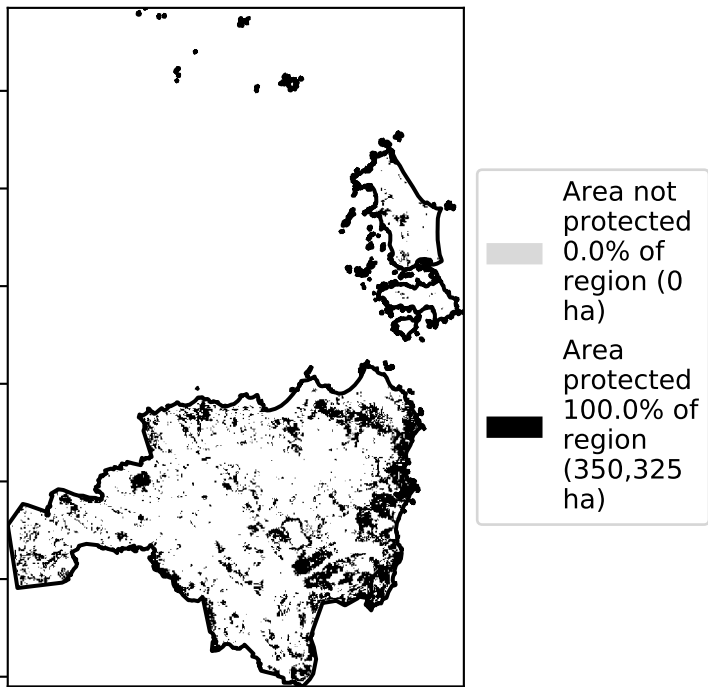 Area not
protected
0.0% of
region (0
ha)
Area
protected
100.0% of
region
(350,325
ha)